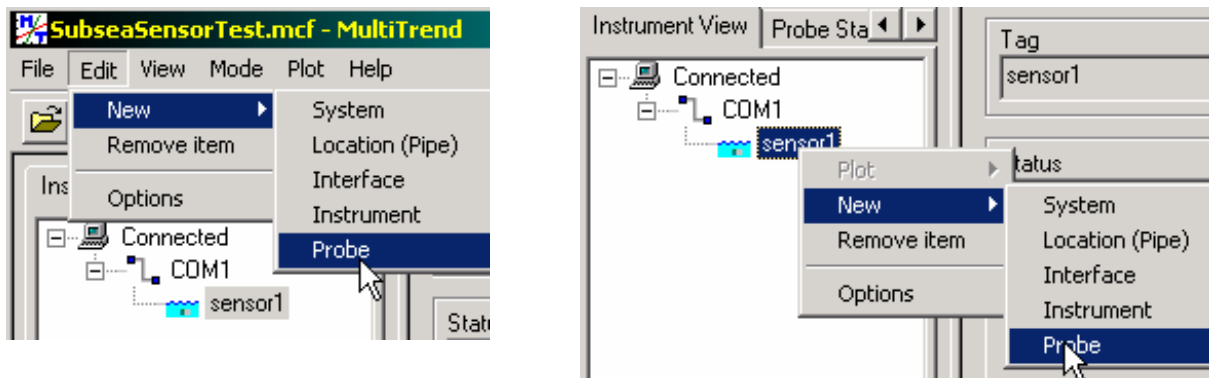 SubseaSensorTest.mcf - MultiTrend
File Edit View Mode Plot Help
New
Remove item
Options
System
Location (Pipe)
Interface
Instrument
Probe
Connected
COM1
sensor1
Instrument View Probe Sta
Connected
COM1
sensor1
Tag
sensor1
Plot
New
Remove item
Options
System
Location (Pipe)
Interface
Instrument
Probe